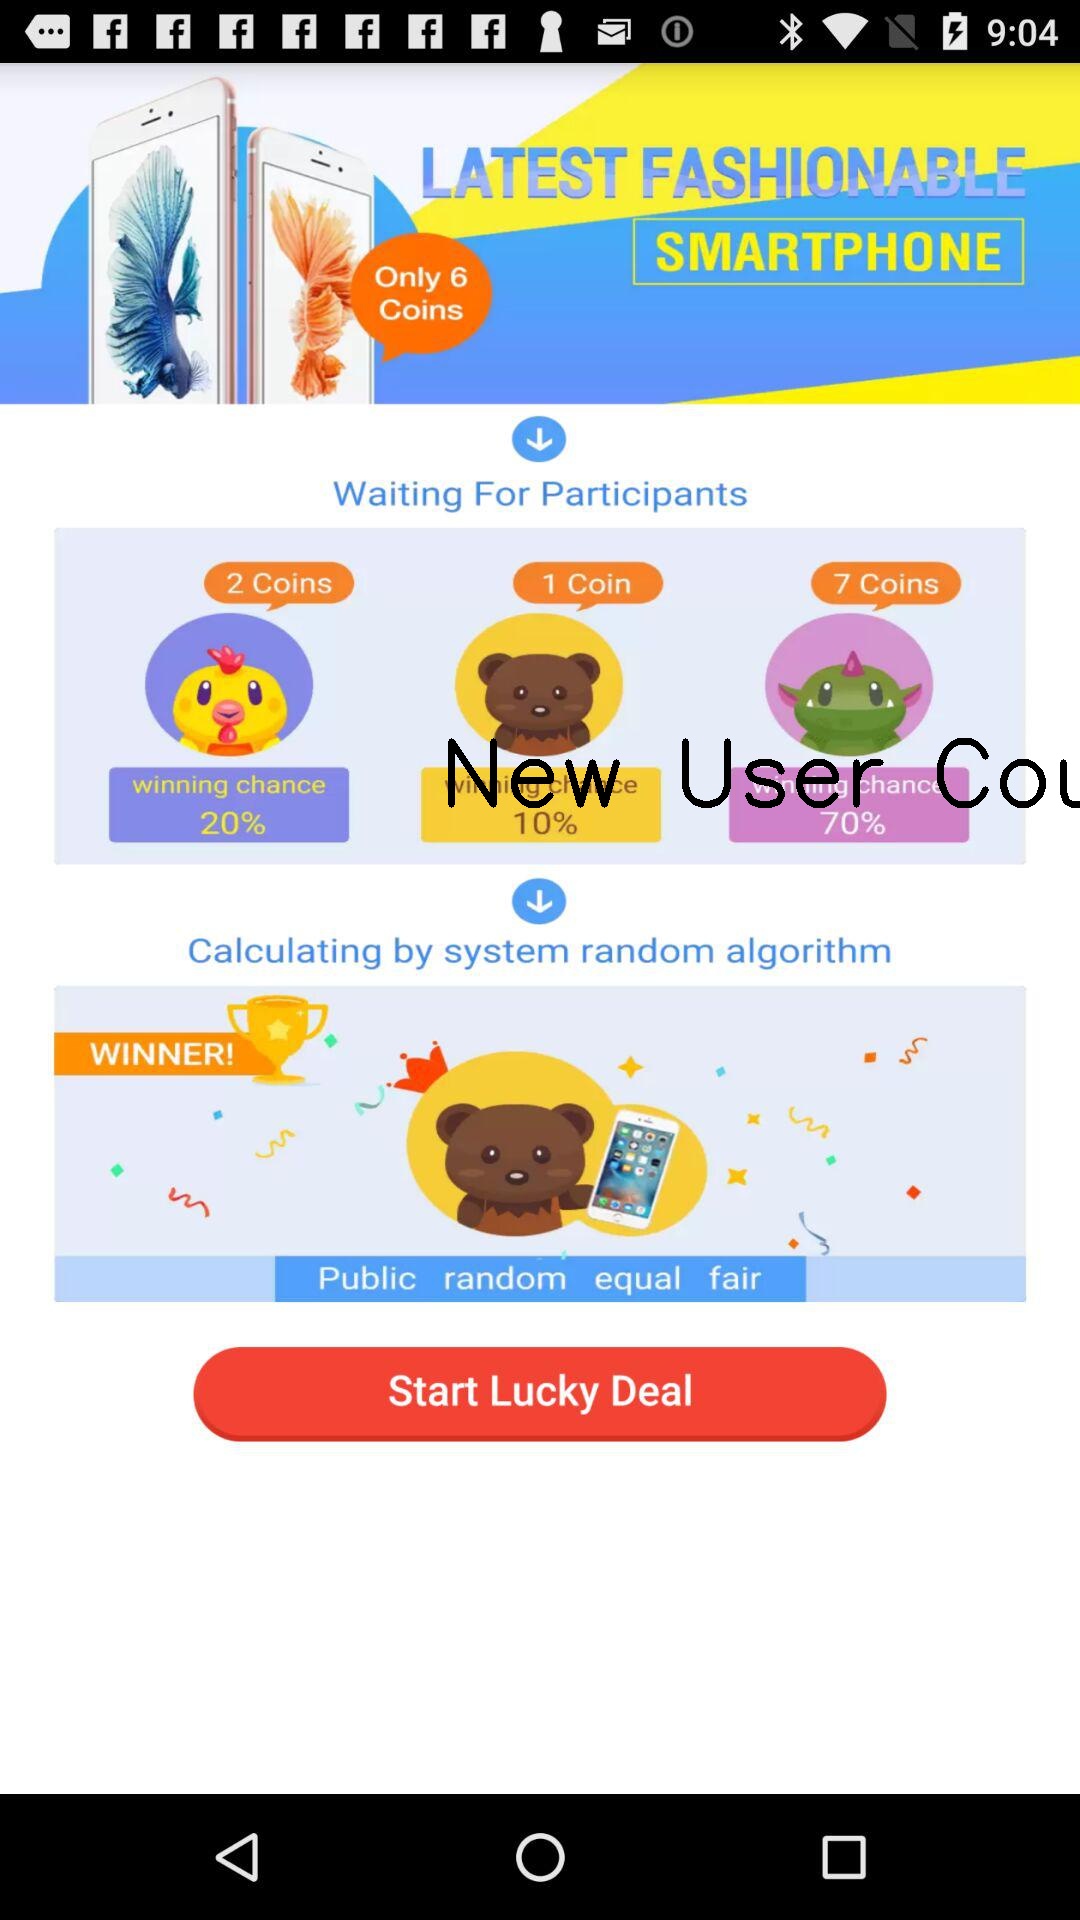 9:04
LATEST FASHIONABLE
SMARTPHONE
Only 6
Coins
Waiting For Participants
2 Coins 1 Coin 7 Coins
winning chance winning chance winning chance
New User
20% 10% 70%
Calculating by system random algorithm
WINNER!
Public random equal fair
Start Lucky Deal